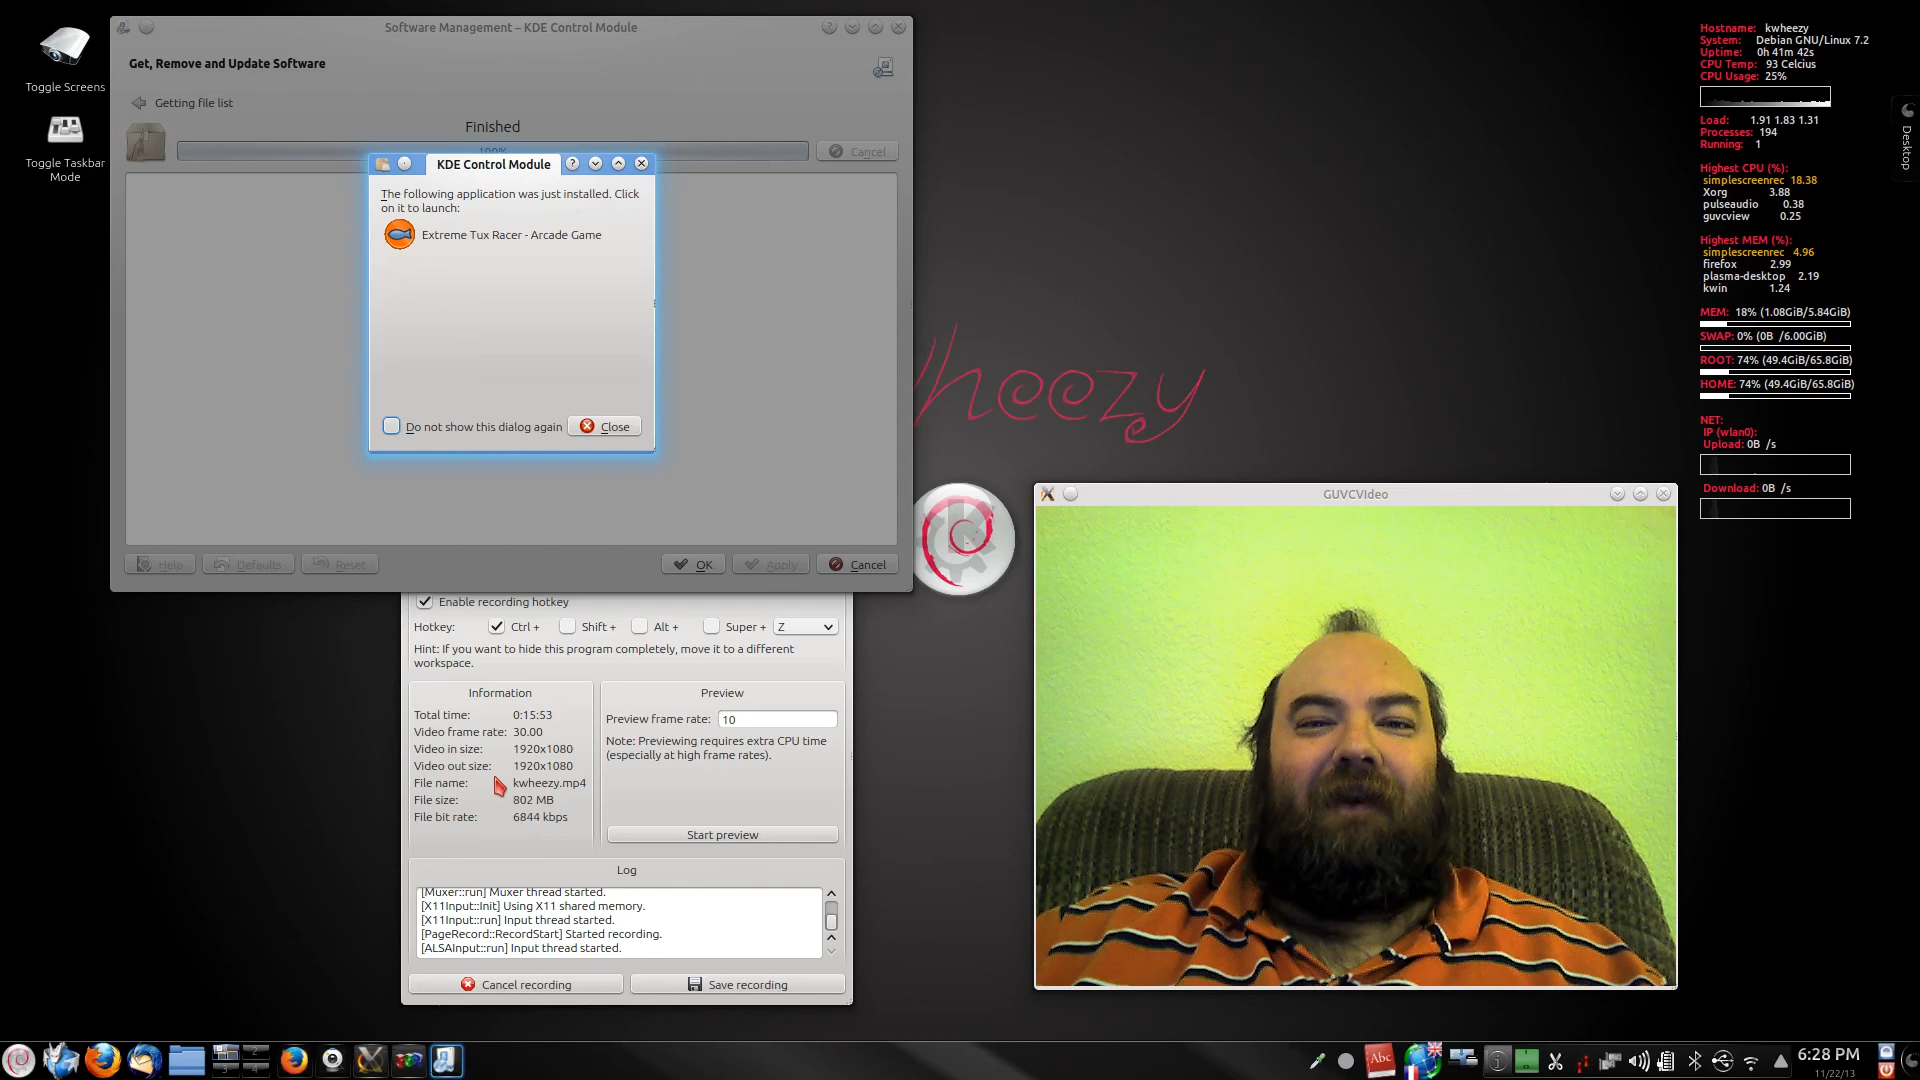 Toggle Screens
Toggle Taskbar
Mode
Software Management – KDE Control Module
Get, Remove and Update Software
Getting file list
Finished
100%
Cancel
KDE Control Module
The following application was just installed. Click
on it to launch:
Extreme Tux Racer - Arcade Game
Do not show this dialog again
Close
Help
Defaults
Reset
OK
Apply
Cancel
Enable recording hotkey
Hotkey:
Ctrl +
Shift +
Alt +
Super +
Z
Hint: If you want to hide this program completely, move it to a different
workspace.
Information
Total time: 0:15:53
Video frame rate: 30.00
Video in size: 1920x1080
Video out size: 1920x1080
File name: kwheezy.mp4
File size: 802 MB
File bit rate: 6844 kbps
Preview
Preview frame rate: 10
Note: Previewing requires extra CPU time
(especially at high frame rates).
Start preview
Log
[Muxer::run] Muxer thread started.
[X11Input::Init] Using X11 shared memory.
[X11Input::run] Input thread started.
[PageRecord::RecordStart] Started recording.
[ALSAInput::run] Input thread started.
Cancel recording
Save recording
heezy
GUVCVideo
Hostname: kwheezy
System: Debian GNU/Linux 7.2
Uptime: 0h 41m 42s
CPU Temp: 93 Celcius
CPU Usage: 25%
Load: 1.91 1.83 1.31
Processes: 194
Running: 1
Highest CPU (%):
simplescreenrec 18.38
Xorg 3.88
pulseaudio 0.38
guvcview 0.25
Highest MEM (%):
simplescreenrec 4.96
firefox 2.99
plasma-desktop 2.19
kwin 1.24
MEM: 18% (1.08GiB/5.84GiB)
SWAP: 0% (0B /6.00GiB)
ROOT: 74% (49.4GiB/65.8GiB)
HOME: 74% (49.4GiB/65.8GiB)
NET:
IP (wlan0):
Upload: 0B /s
Download: 0B /s
Desktop
2
3
4
Abc
6:28 PM
11/22/13